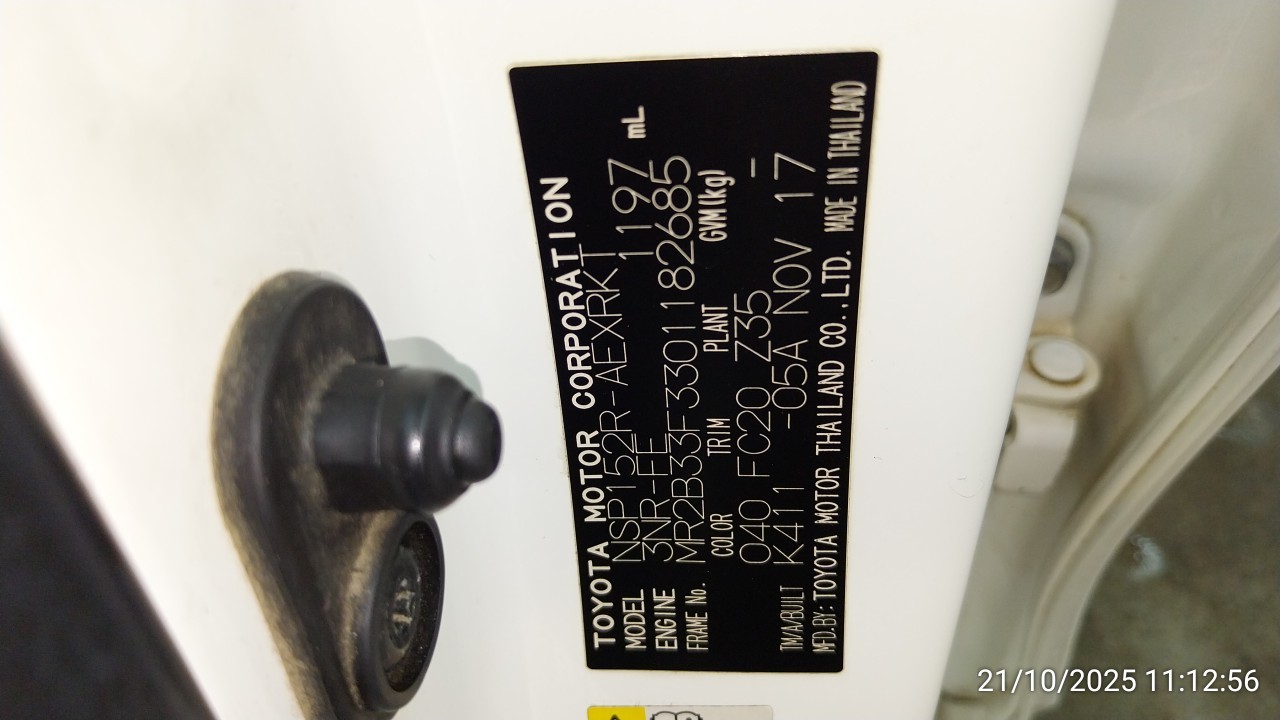 TOYOTA MOTOR CORPORATION
MODEL NSP152R-AEXRKT
ENGINE 3NR-FE 1197 mL
FRAME No. MR2B33F3301182685
COLOR TRIM PLANT GVM(kg)
040 FC20 Z35 -
TM/A/BUILT K411 -05A NOV 17
MFD.BY: TOYOTA MOTOR THAILAND CO.,LTD. MADE IN THAILAND
21/10/2025 11:12:56